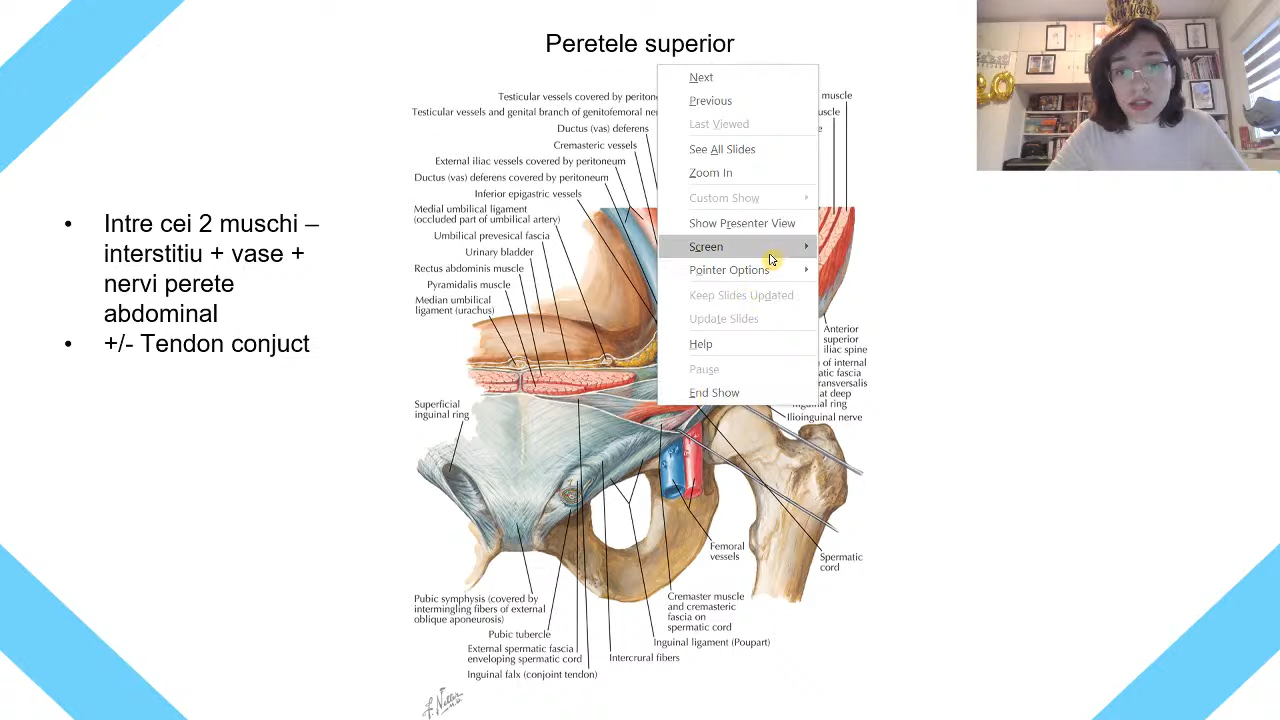 Peretele superior
Intre cei 2 muschi –
interstitiu + vase +
nervi perete
abdominal
+/- Tendon conjuct
Testicular vessels covered by
Testicular vessels and genital branch of genitofemoral
Ductus (vas) deferens
Cremasteric vessels
External iliac vessels covered by peritoneum
Ductus (vas) deferens covered by peritoneum
Inferior epigastric vessels
Medial umbilical ligament
(occluded part of umbilical artery)
Umbilical prevesical fascia
Urinary bladder
Rectus abdominis muscle
Pyramidalis muscle
Median umbilical
ligament (urachus)
Superficial
inguinal ring
Next
Previous
Last Viewed
See All Slides
Zoom In
Custom Show
Show Presenter View
Screen
Pointer Options
Keep Slides Updated
Update Slides
Help
Pause
End Show
muscle
Anterior
superior
iliac spine
of internal
fascia
at deep
ring
Ilioinguinal nerve
Femoral
vessels
Spermatic
cord
Pubic symphysis (covered by
intermingling fibers of external
oblique aponeurosis)
Pubic tubercle
External spermatic fascia
enveloping spermatic cord
Inguinal falx (conjoint tendon)
Cremaster muscle
and cremasteric
fascia on
spermatic cord
Inguinal ligament (Poupart)
Intercrural fibers
F. Netter
M.D.